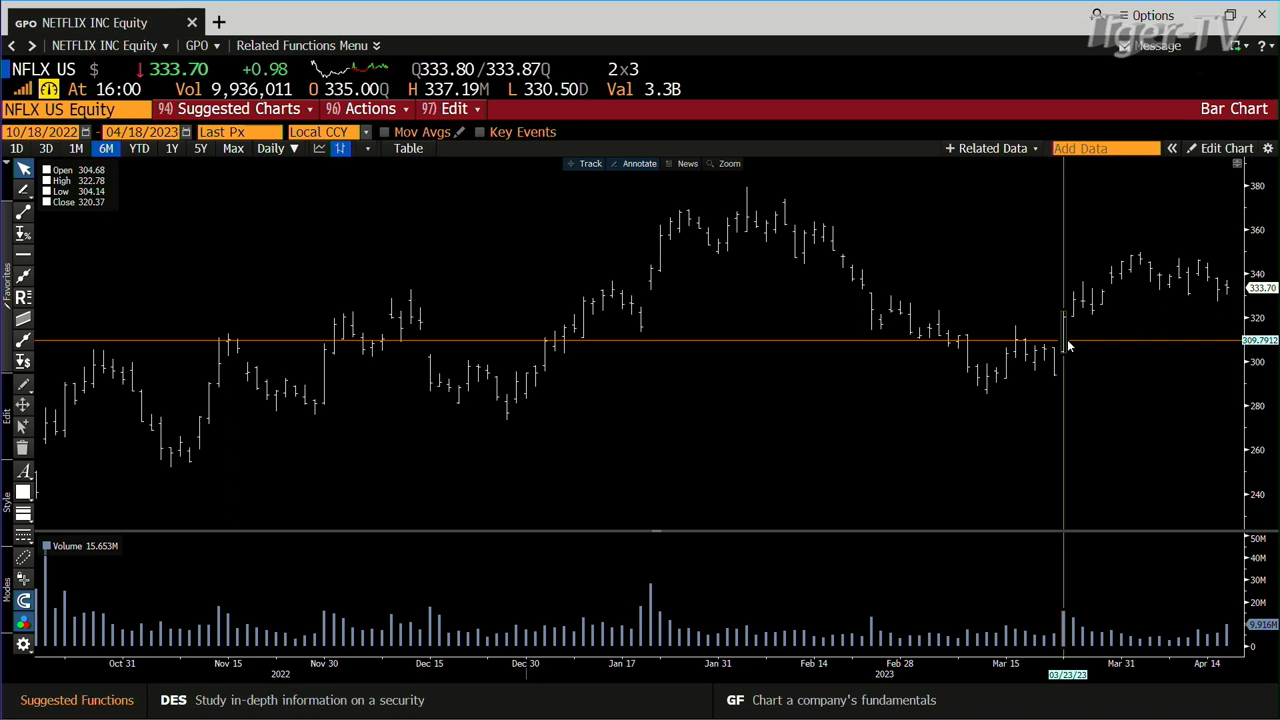 GPO NETFLIX INC Equity
Options
Tiger-TV
NETFLIX INC Equity GPO Related Functions Menu Message
NFLX US $ 333.70 +0.98 Q333.80/333.87Q 2x3
At 16:00 Vol 9,936,011 O 335.00Q H 337.19M L 330.50D Val 3.3B
NFLX US Equity 94) Suggested Charts 96) Actions 97) Edit Bar Chart
10/18/2022 - 04/18/2023 Last Px Local CCY Mov Avgs Key Events
1D 3D 1M 6M YTD 1Y 5Y Max Daily Table + Related Data Add Data Edit Chart
Track Annotate News Zoom
Open 304.68
High 322.78
Low 304.14
Close 320.37
Favorites
Edit
Style
Modes
380
360
340
333.70
320
309.7912
300
280
260
240
Volume 15.653M
50M
40M
30M
20M
9.916M
0
Oct 31 Nov 15 Nov 30 Dec 15 Dec 30 Jan 17 Jan 31 Feb 14 Feb 28 Mar 15 Mar 31 Apr 14
2022 2023 03/23/23
Suggested Functions DES Study in-depth information on a security GF Chart a company's fundamentals